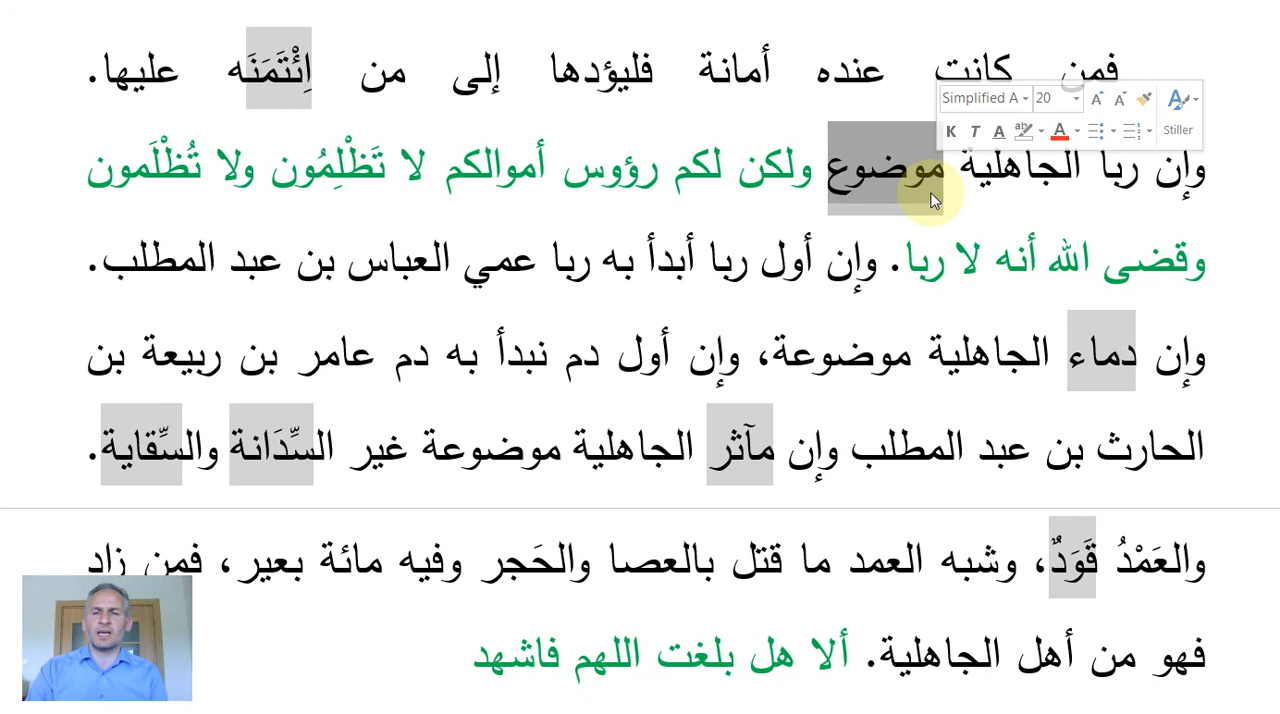 فمن كانت عنده أمانة فليؤدها إلى من اِئْتَمَنَه عليها.
Simplified A 20
K T A ab A Stiller
وإن ربا الجاهلية موضوع ولكن لكم رؤوس أموالكم لا تَظْلِمُون ولا تُظْلَمون
وقضى الله أنه لا ربا. وإن أول ربا أبدأ به ربا عمي العباس بن عبد المطلب.
وإن دماء الجاهلية موضوعة، وإن أول دم نبدأ به دم عامر بن ربيعة بن
الحارث بن عبد المطلب وإن مآثر الجاهلية موضوعة غير السِّدَانة والسِّقاية.
والعَمْدُ قَوَدٌ، وشبه العمد ما قتل بالعصا والحَجر وفيه مائة بعير، فمن زاد
فهو من أهل الجاهلية. ألا هل بلغت اللهم فاشهد